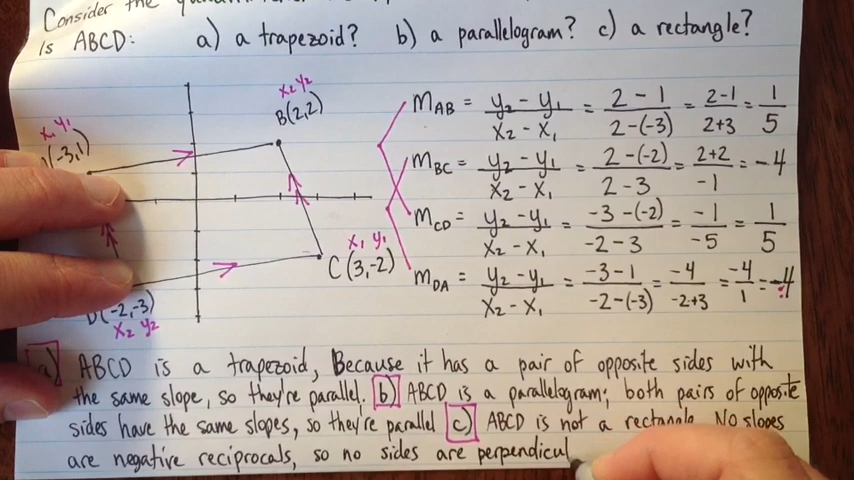 Consider the
is ABCD: a) a trapezoid? b) a parallelogram? c) a rectangle?
x₁ y₁
(-3,1)
x₂ y₂
B(2,2)
x₁ y₁
C(3,-2)
D(-2,-3)
x₂ y₂
m_AB = (y₂ - y₁)/(x₂ - x₁) = (2 - 1)/(2 - (-3)) = (2-1)/(2+3) = 1/5
m_BC = (y₂ - y₁)/(x₂ - x₁) = (2 - (-2))/(2 - 3) = (2+2)/(-1) = -4
m_CD = (y₂ - y₁)/(x₂ - x₁) = (-3 - (-2))/(-2 - 3) = (-1)/(-5) = 1/5
m_DA = (y₂ - y₁)/(x₂ - x₁) = (-3 - 1)/(-2 - (-3)) = (-4)/(-2+3) = (-4)/1 = -4
a) ABCD is a trapezoid, Because it has a pair of opposite sides with
the same slope, so they're parallel. b) ABCD is a parallelogram; both pairs of opposite
sides have the same slopes, so they're parallel c) ABCD is not a rectangle. No slopes
are negative reciprocals, so no sides are perpendicul